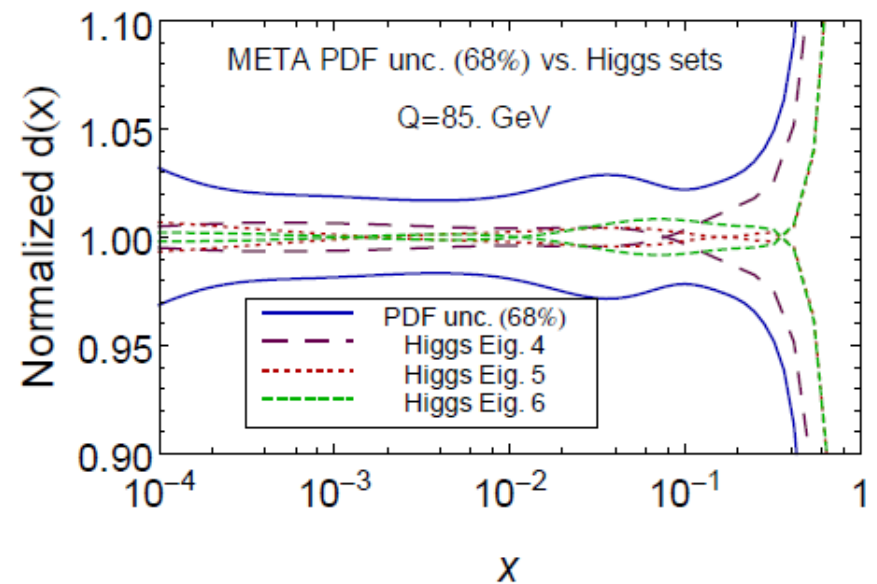 META PDF unc. (68%) vs. Higgs sets
Q=85. GeV
Normalized d(x)
1.10
1.05
1.00
0.95
0.90
PDF unc. (68%)
Higgs Eig. 4
Higgs Eig. 5
Higgs Eig. 6
10⁻⁴ 10⁻³ 10⁻² 10⁻¹ 1
x